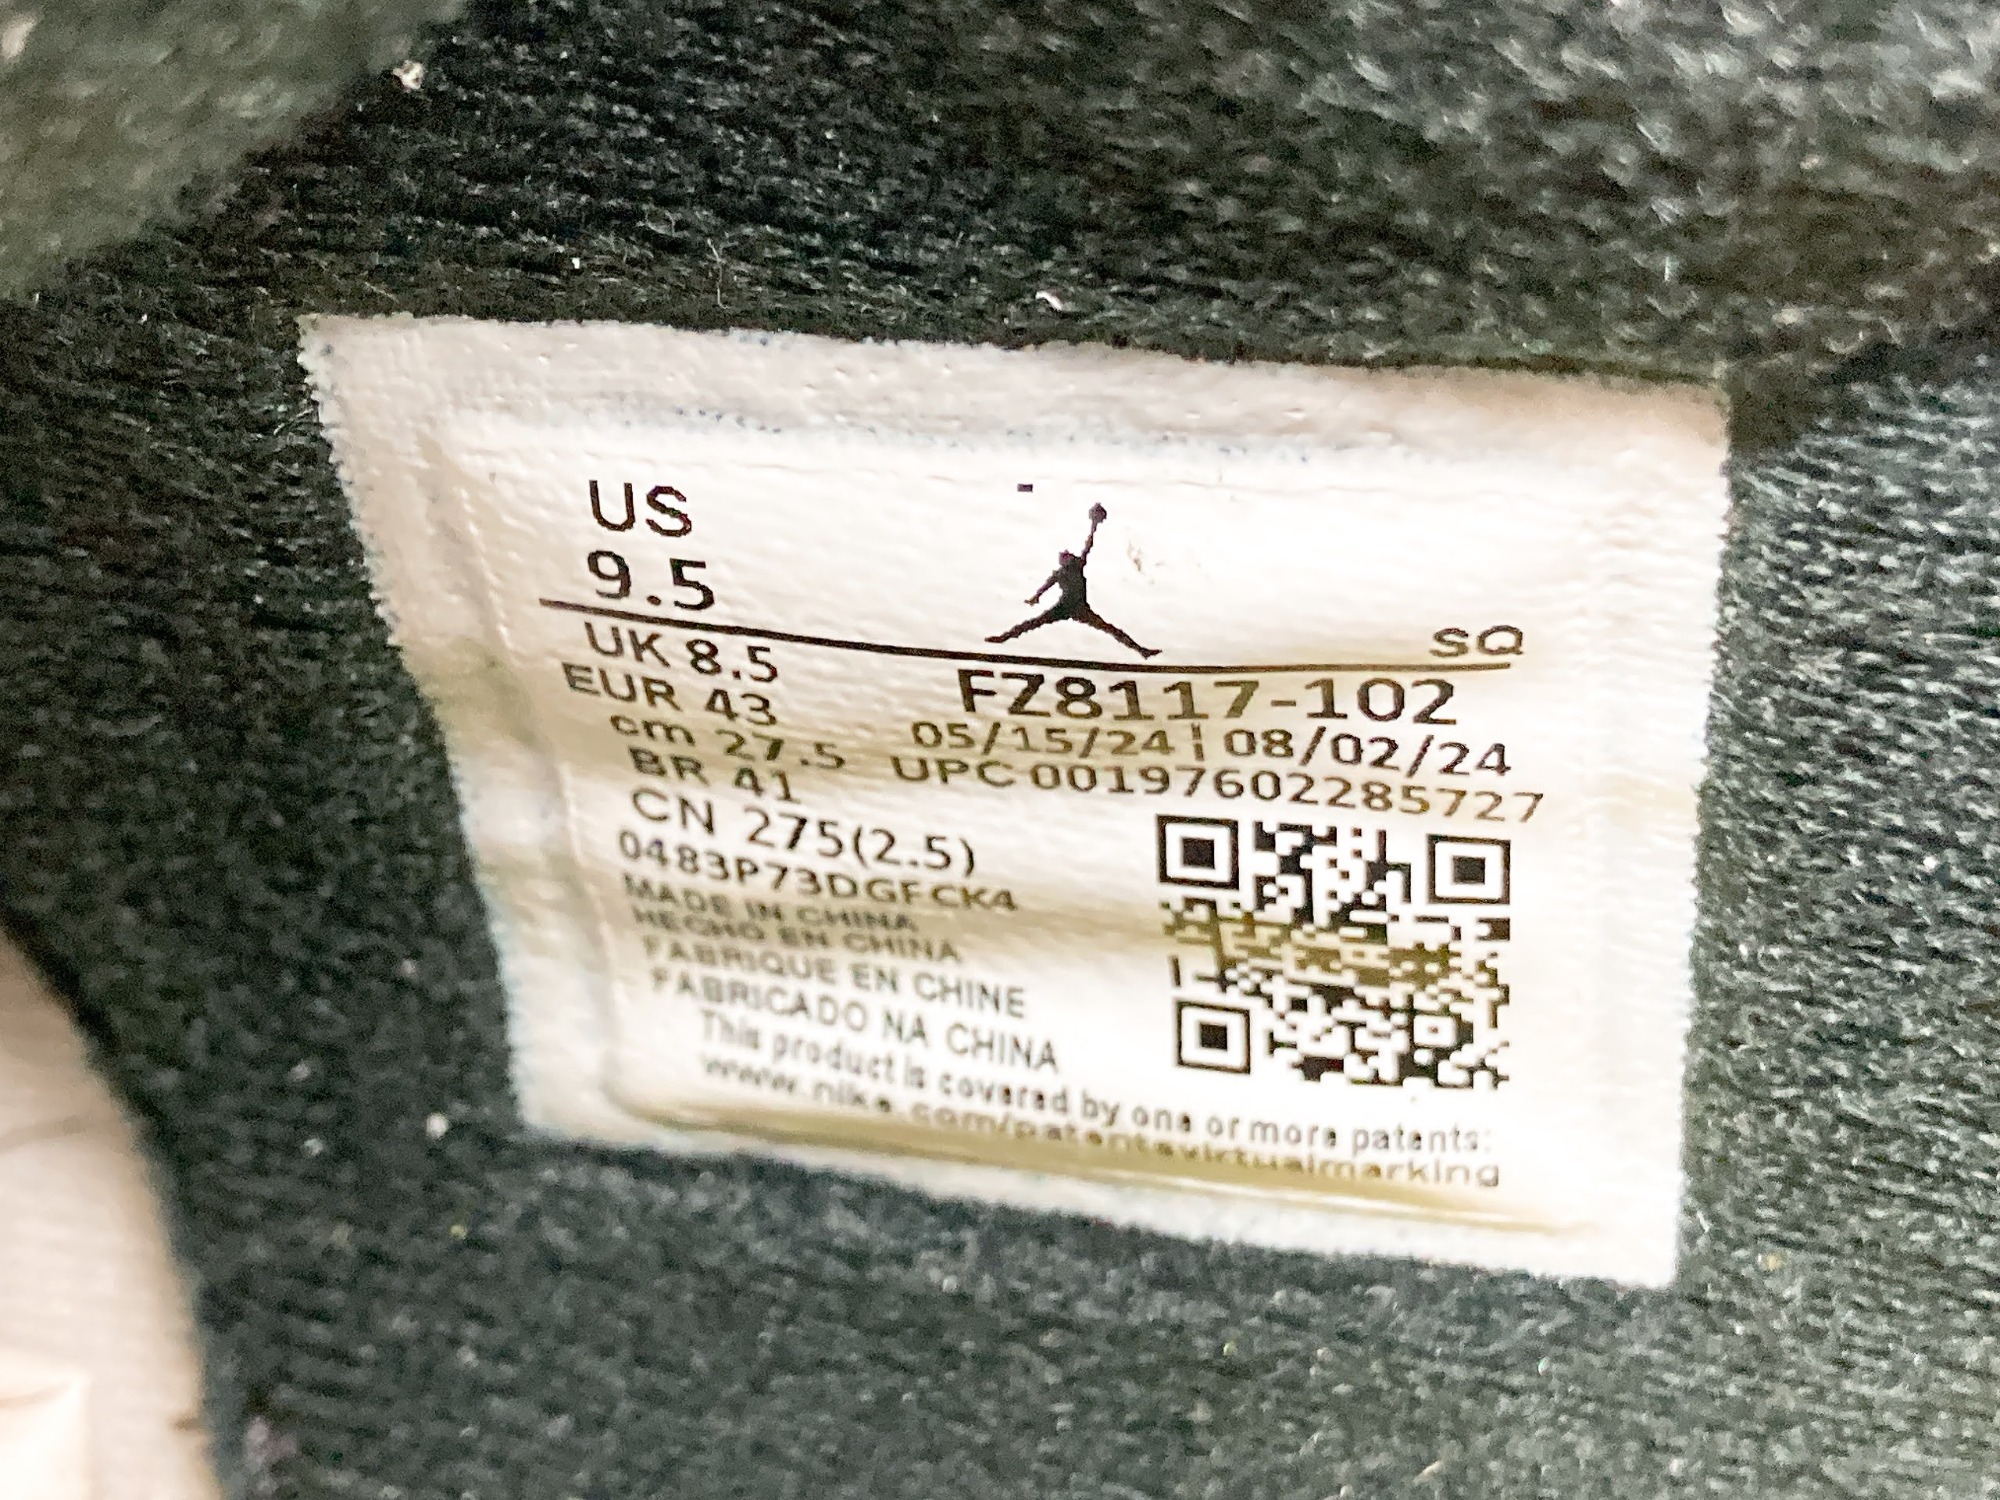 US
9.5
SQ
UK 8.5
EUR 43
cm 27.5
BR 41
CN 275(2.5)
FZ8117-102
05/15/24 ¦ 08/02/24
UPC 00197602285727
0483P73DGFCK4
MADE IN CHINA
HECHO EN CHINA
FABRIQUE EN CHINE
FABRICADO NA CHINA
This product is covered by one or more patents:
www.nike.com/patentsvirtualmarking